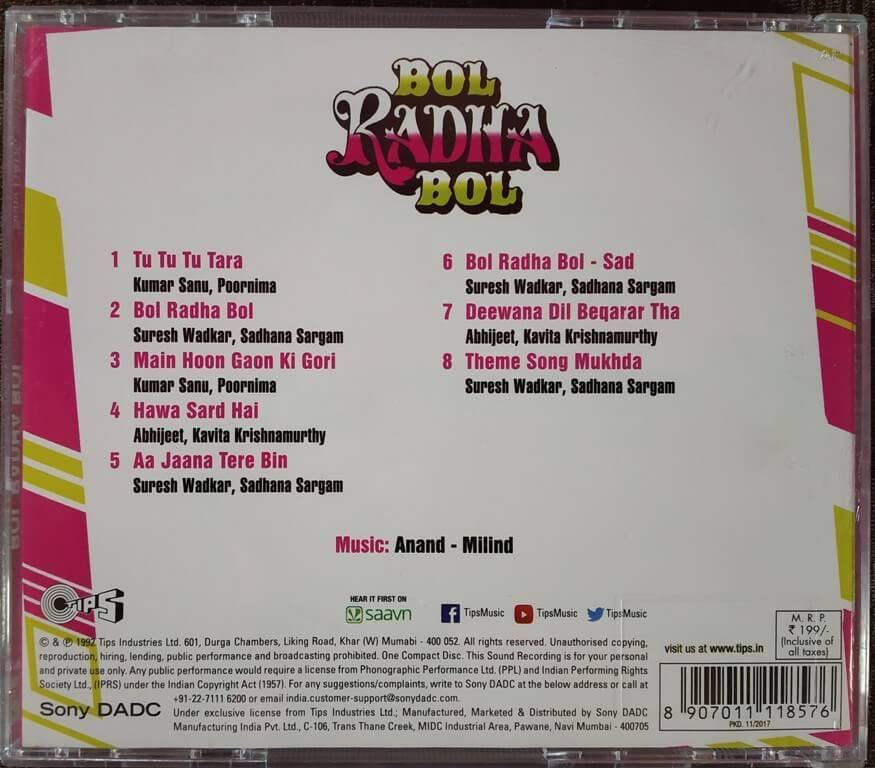 BOL
RADHA
BOL
1 Tu Tu Tu Tara
Kumar Sanu, Poornima
2 Bol Radha Bol
Suresh Wadkar, Sadhana Sargam
3 Main Hoon Gaon Ki Gori
Kumar Sanu, Poornima
4 Hawa Sard Hai
Abhijeet, Kavita Krishnamurthy
5 Aa Jaana Tere Bin
Suresh Wadkar, Sadhana Sargam
6 Bol Radha Bol - Sad
Suresh Wadkar, Sadhana Sargam
7 Deewana Dil Beqarar Tha
Abhijeet, Kavita Krishnamurthy
8 Theme Song Mukhda
Suresh Wadkar, Sadhana Sargam
Music: Anand - Milind
TIPS
HEAR IT FIRST ON
saavn
TipsMusic
TipsMusic
TipsMusic
© & ℗ 1992 Tips Industries Ltd. 601, Durga Chambers, Liking Road, Khar (W) Mumabi - 400 052. All rights reserved. Unauthorised copying,
reproduction, hiring, lending, public performance and broadcasting prohibited. One Compact Disc. This Sound Recording is for your personal
and private use only. Any public performance would require a license from Phonographic Performance Ltd. (PPL) and Indian Performing Rights
Society Ltd., (IPRS) under the Indian Copyright Act (1957). For any suggestions/complaints, write to Sony DADC at the below address or call at
+91-22-7111 6200 or email india.customer-support@sonydadc.com.
Sony DADC
Under exclusive license from Tips Industries Ltd.; Manufactured, Marketed & Distributed by Sony DADC
Manufacturing India Pvt. Ltd., C-106, Trans Thane Creek, MIDC Industrial Area, Pawane, Navi Mumbai - 400705
visit us at www.tips.in
M. R. P.
₹ 199/-
(Inclusive of
all taxes)
8 907011 118576
PKD. 11/2017